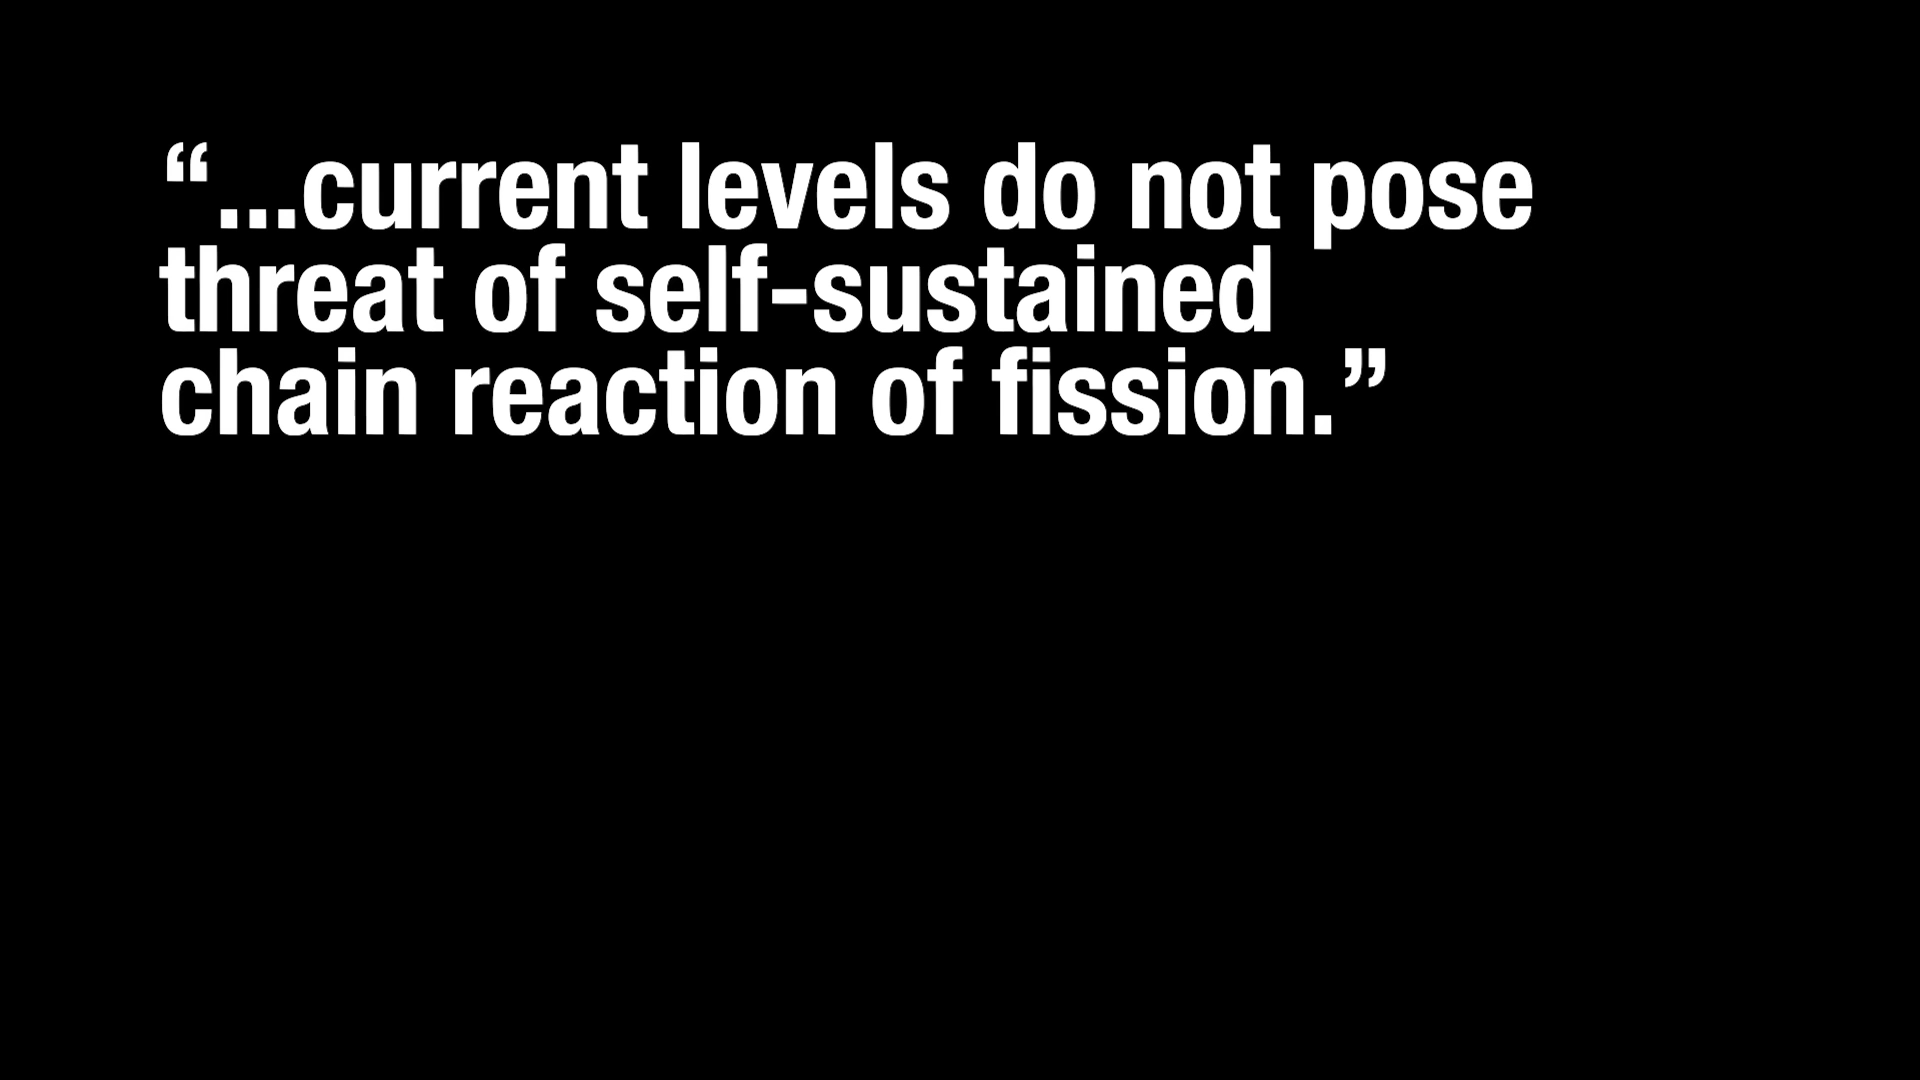 “...current levels do not pose
threat of self-sustained
chain reaction of fission.”